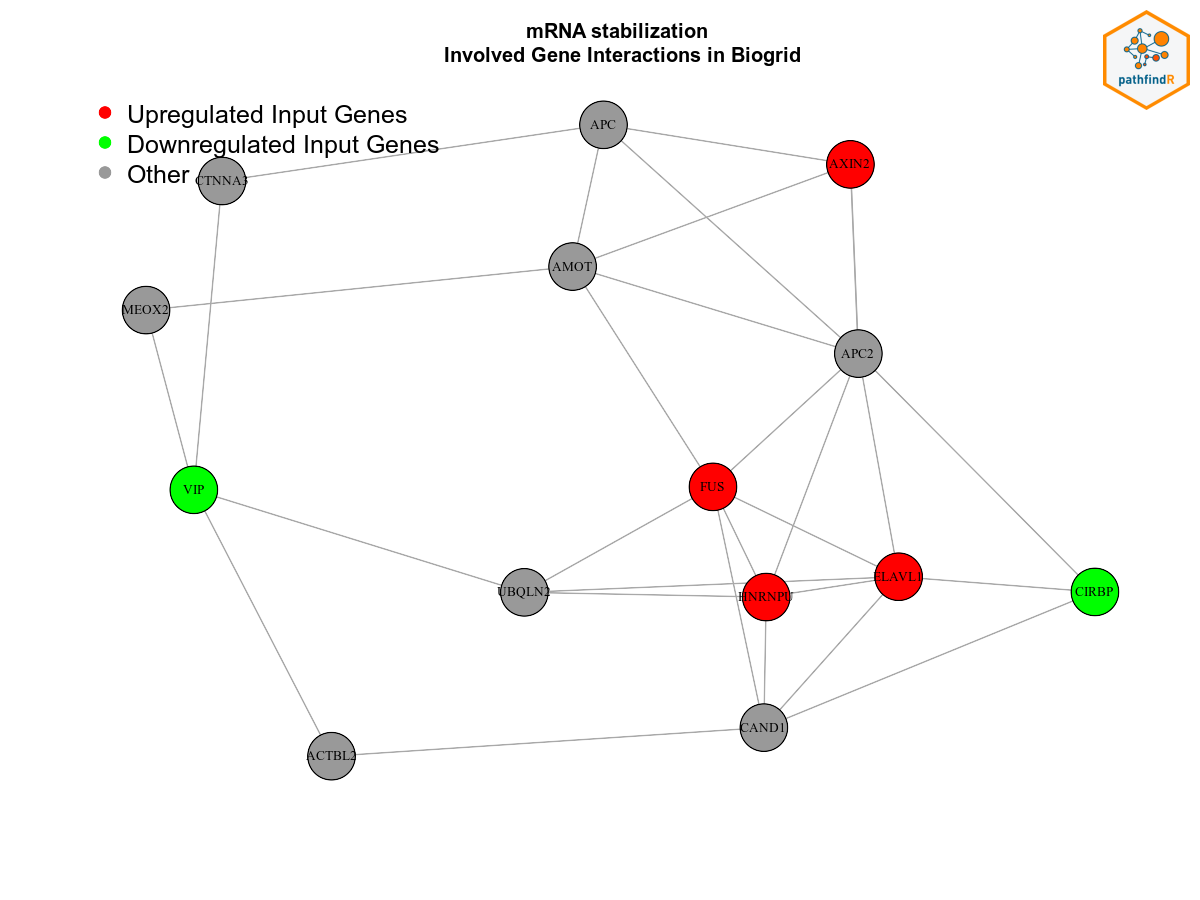 mRNA stabilization
Involved Gene Interactions in Biogrid
pathfindR
Upregulated Input Genes
Downregulated Input Genes
Other
APC
AXIN2
CTNNA3
AMOT
MEOX2
APC2
FUS
VIP
ELAVL1
UBQLN2
HNRNPU
CIRBP
CAND1
ACTBL2